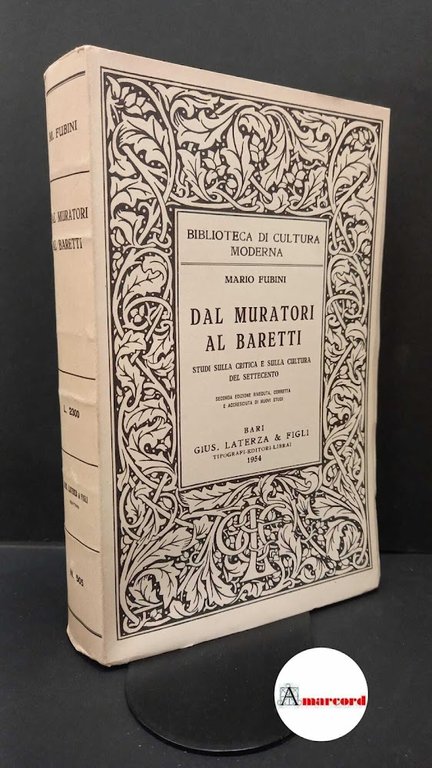 M. FUBINI
DAL MURATORI
AL BARETTI
L. 2300
N. 505
BIBLIOTECA DI CULTURA
MODERNA
MARIO FUBINI
DAL MURATORI
AL BARETTI
STUDI SULLA CRITICA E SULLA CULTURA
DEL SETTECENTO
SECONDA EDIZIONE RIVEDUTA, CORRETTA
E ACCRESCIUTA DI NUOVI STUDI
BARI
GIUS. LATERZA & FIGLI
TIPOGRAFI-EDITORI-LIBRAI
1954
Amarcord